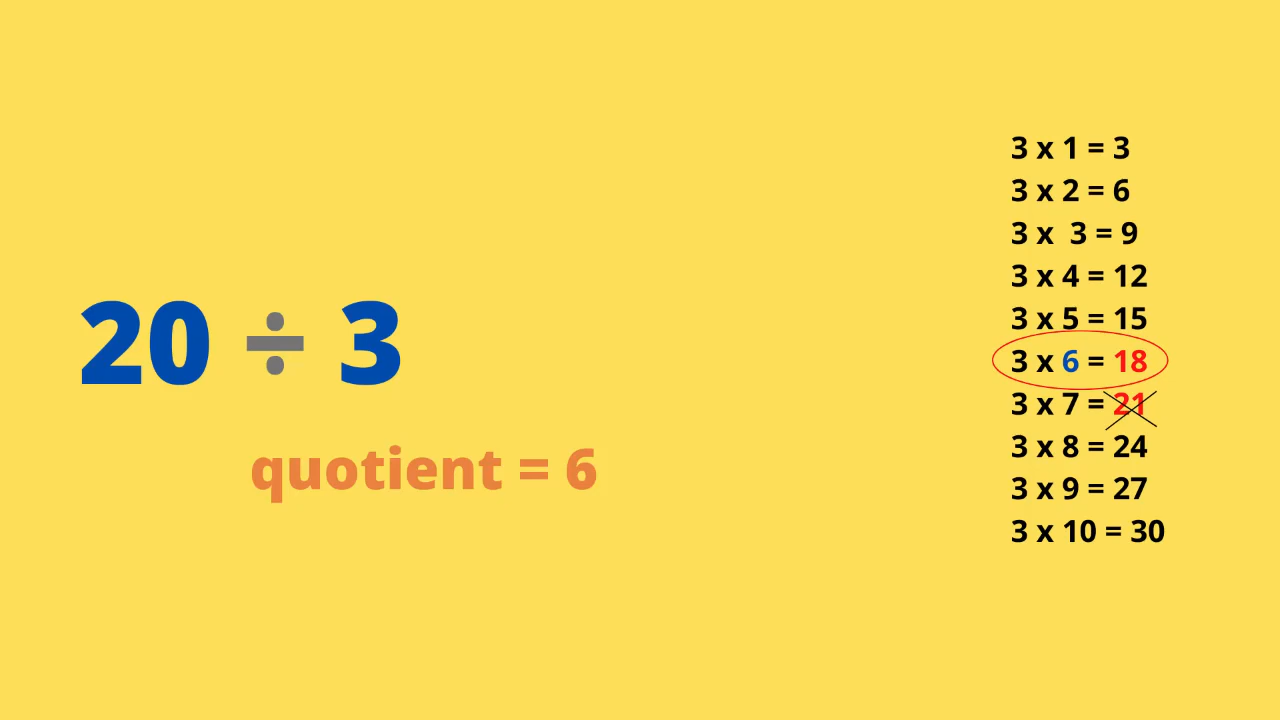 20 ÷ 3
quotient = 6
3 x 1 = 3
3 x 2 = 6
3 x  3 = 9
3 x 4 = 12
3 x 5 = 15
3 x 6 = 18
3 x 7 = 21
3 x 8 = 24
3 x 9 = 27
3 x 10 = 30